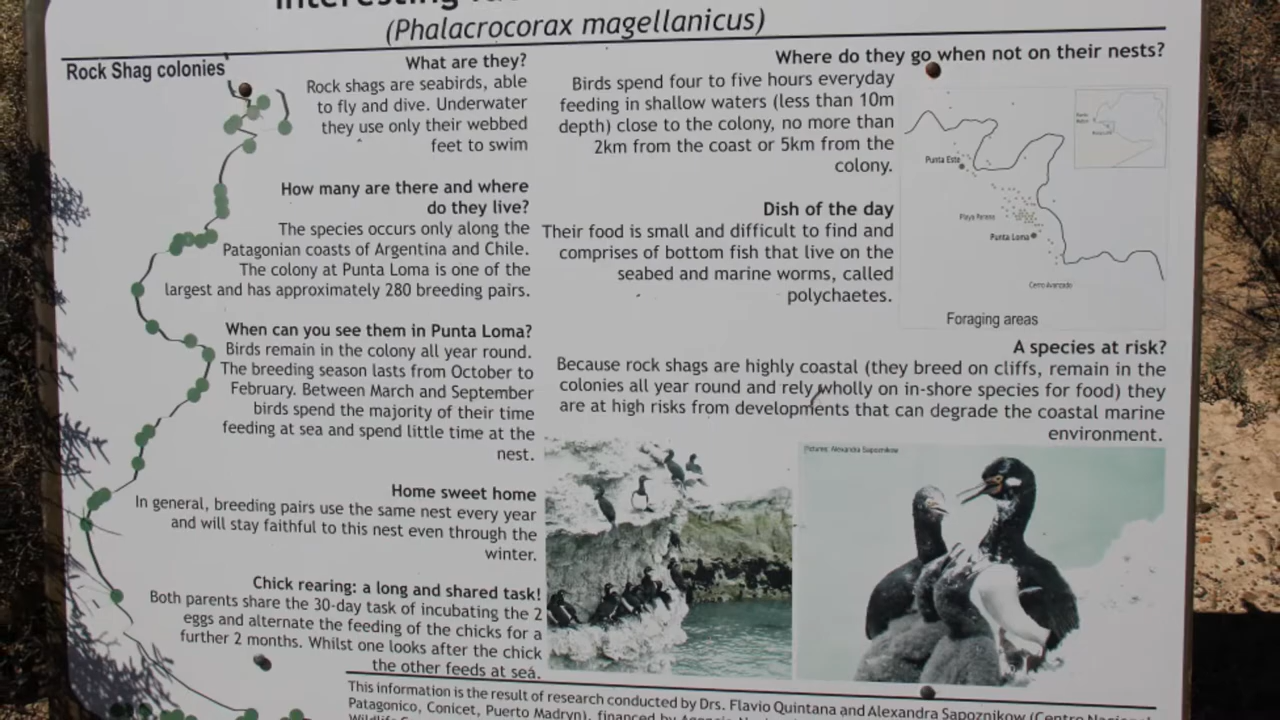 Interesting
(Phalacrocorax magellanicus)
Rock Shag colonies
What are they?
Rock shags are seabirds, able
to fly and dive. Underwater
they use only their webbed
feet to swim
How many are there and where
do they live?
The species occurs only along the
Patagonian coasts of Argentina and Chile.
The colony at Punta Loma is one of the
largest and has approximately 280 breeding pairs.
When can you see them in Punta Loma?
Birds remain in the colony all year round.
The breeding season lasts from October to
February. Between March and September
birds spend the majority of their time
feeding at sea and spend little time at the
nest.
Home sweet home
In general, breeding pairs use the same nest every year
and will stay faithful to this nest even through the
winter.
Chick rearing: a long and shared task!
Both parents share the 30-day task of incubating the 2
eggs and alternate the feeding of the chicks for a
further 2 months. Whilst one looks after the chick
the other feeds at sea.
Where do they go when not on their nests?
Birds spend four to five hours everyday
feeding in shallow waters (less than 10m
depth) close to the colony, no more than
2km from the coast or 5km from the
colony.
Dish of the day
Their food is small and difficult to find and
comprises of bottom fish that live on the
seabed and marine worms, called
polychaetes.
Punta Este
Playa Parana
Punta Loma
Cerro Avanzado
Foraging areas
A species at risk?
Because rock shags are highly coastal (they breed on cliffs, remain in the
colonies all year round and rely wholly on in-shore species for food) they
are at high risks from developments that can degrade the coastal marine
environment.
Pictures: Alexandra Sapoznikow
This information is the result of research conducted by Drs. Flavio Quintana and Alexandra Sapoznikow (Centro
Patagonico, Conicet, Puerto Madryn), financed by